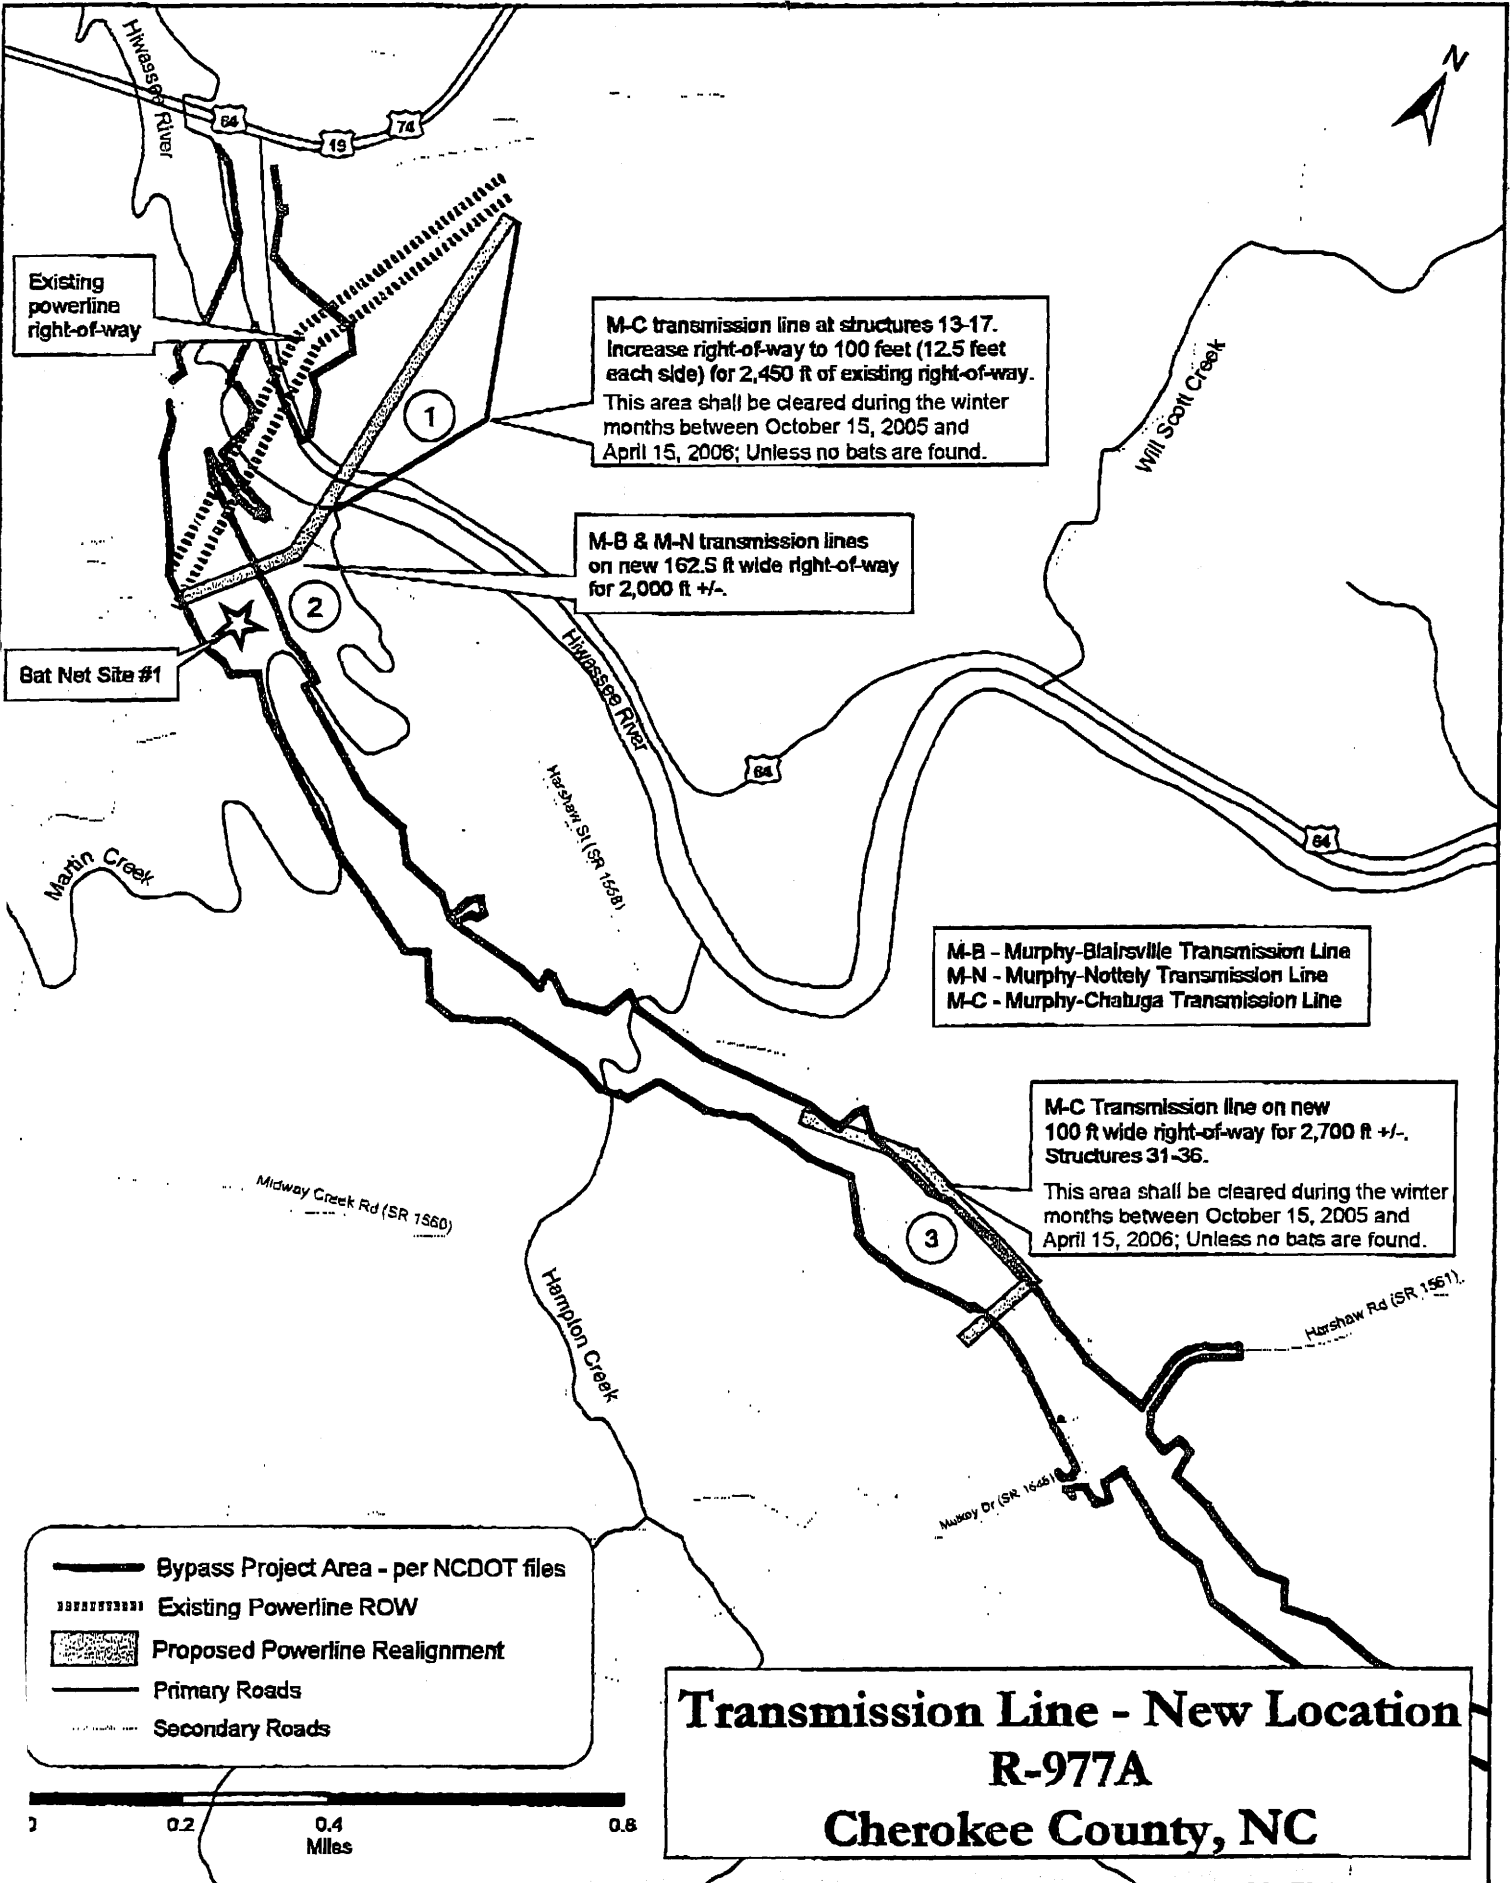 N
Hiwassee River
64
19
74
Existing
powerline
right-of-way
M-C transmission line at structures 13-17.
Increase right-of-way to 100 feet (12.5 feet
each side) for 2,450 ft of existing right-of-way.
This area shall be cleared during the winter
months between October 15, 2005 and
April 15, 2006; Unless no bats are found.
1
Will Scott Creek
M-B & M-N transmission lines
on new 162.5 ft wide right-of-way
for 2,000 ft +/-.
2
Bat Net Site #1
Hiwassee River
64
Harshaw St (SR 1558)
64
Martin Creek
M-B - Murphy-Blairsville Transmission Line
M-N - Murphy-Nottely Transmission Line
M-C - Murphy-Chatuga Transmission Line
M-C Transmission line on new
100 ft wide right-of-way for 2,700 ft +/-.
Structures 31-36.
This area shall be cleared during the winter
months between October 15, 2005 and
April 15, 2006; Unless no bats are found.
3
Midway Creek Rd (SR 1560)
Hampton Creek
Harshaw Rd (SR 1561)
Dr (SR
Bypass Project Area - per NCDOT files
Existing Powerline ROW
Proposed Powerline Realignment
Primary Roads
Secondary Roads
0.2
0.4
0.8
Miles
Transmission Line - New Location
R-977A
Cherokee County, NC